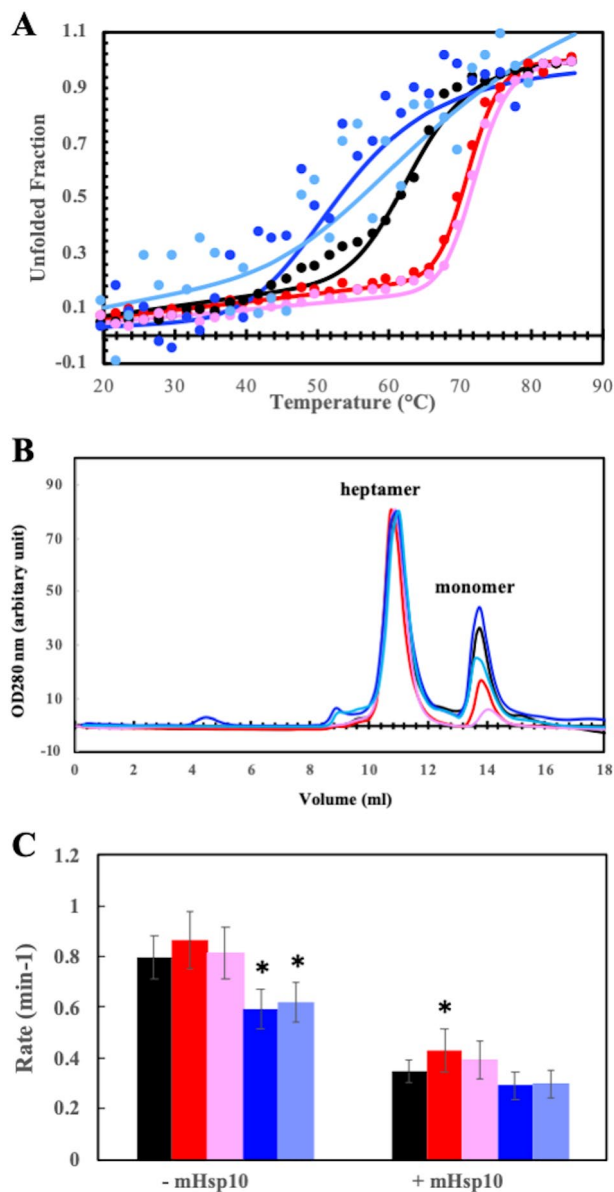 A
1.1
0.9
0.7
0.5
0.3
0.1
-0.1
Unfolded Fraction
20 30 40 50 60 70 80 90
Temperature (°C)
B
90
70
50
30
10
-10
OD280 nm (arbitary unit)
heptamer
monomer
0 2 4 6 8 10 12 14 16 18
Volume (ml)
C
1.2
1
0.8
0.6
0.4
0.2
0
Rate (min-1)
* *
*
- mHsp10 + mHsp10